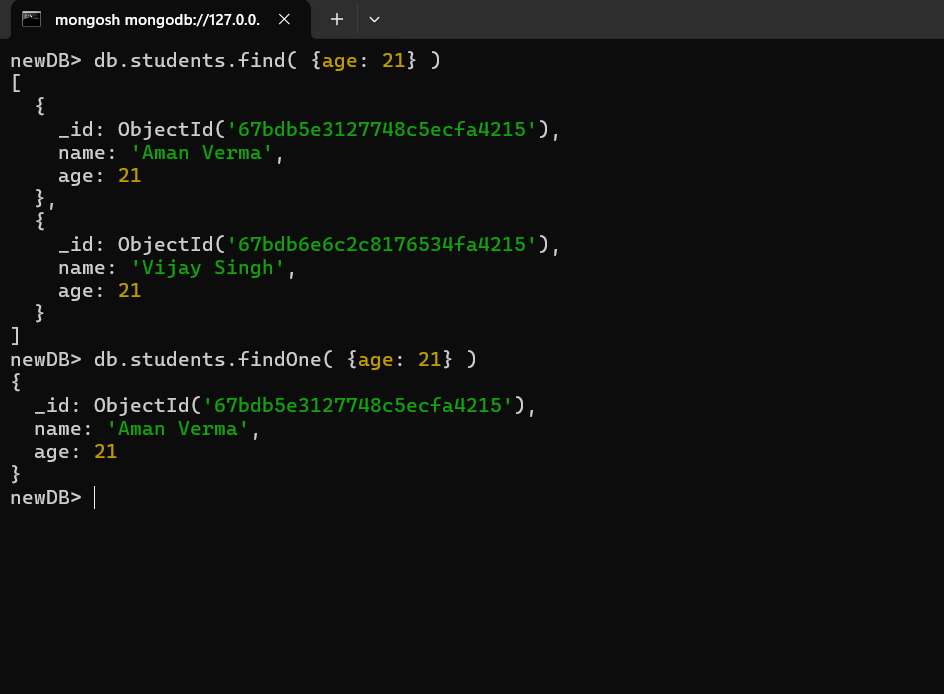 mongosh mongodb://127.0.0.
newDB> db.students.find( {age: 21} )
[
  {
    _id: ObjectId('67bdb5e3127748c5ecfa4215'),
    name: 'Aman Verma',
    age: 21
  },
  {
    _id: ObjectId('67bdb6e6c2c8176534fa4215'),
    name: 'Vijay Singh',
    age: 21
  }
]
newDB> db.students.findOne( {age: 21} )
{
  _id: ObjectId('67bdb5e3127748c5ecfa4215'),
  name: 'Aman Verma',
  age: 21
}
newDB>